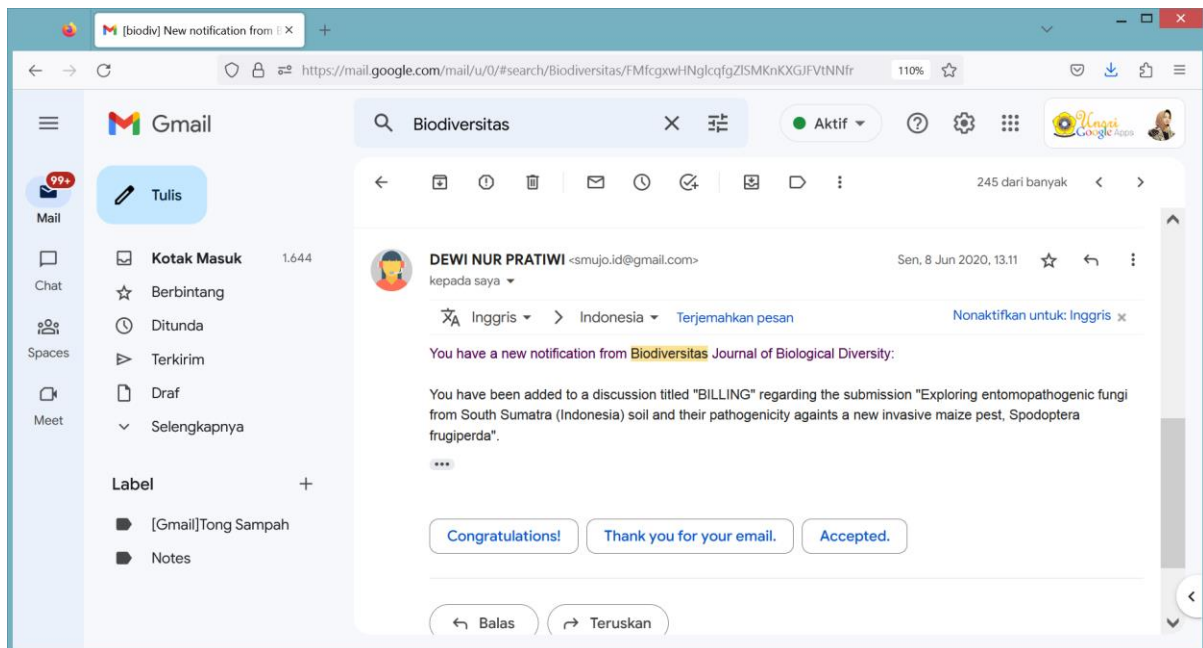 [biodiv] New notification from B
https://mail.google.com/mail/u/0/#search/Biodiversitas/FMfcgxwHNglcqfgZlSMKnKXGJFVtNNfr 110%
Gmail
Biodiversitas
Aktif
Google Apps
99+
Mail
Chat
Spaces
Meet
Tulis
Kotak Masuk 1.644
Berbintang
Ditunda
Terkirim
Draf
Selengkapnya
Label
[Gmail]Tong Sampah
Notes
245 dari banyak
DEWI NUR PRATIWI <smujo.id@gmail.com> Sen, 8 Jun 2020, 13.11
kepada saya
Inggris > Indonesia Terjemahkan pesan Nonaktifkan untuk: Inggris
You have a new notification from Biodiversitas Journal of Biological Diversity:
You have been added to a discussion titled "BILLING" regarding the submission "Exploring entomopathogenic fungi
from South Sumatra (Indonesia) soil and their pathogenicity againts a new invasive maize pest, Spodoptera
frugiperda".
Congratulations! Thank you for your email. Accepted.
Balas Teruskan